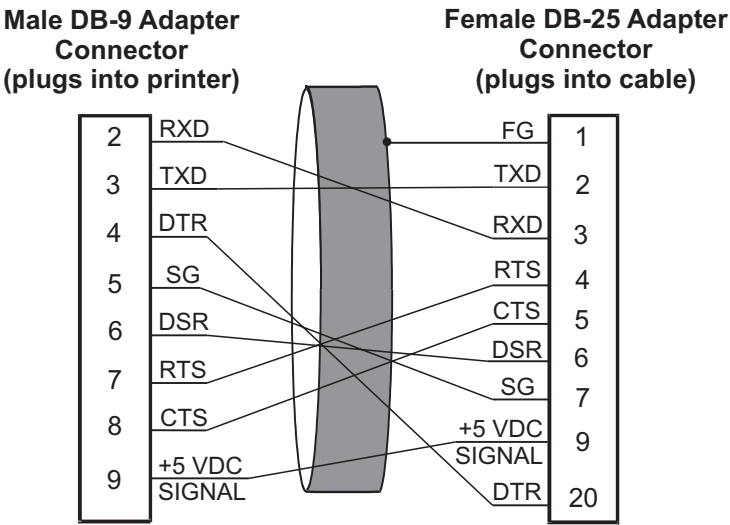 Male DB-9 Adapter
Connector
(plugs into printer)
Female DB-25 Adapter
Connector
(plugs into cable)
2 RXD
3 TXD
4 DTR
5 SG
6 DSR
7 RTS
8 CTS
9 +5 VDC
SIGNAL
FG 1
TXD 2
RXD 3
RTS 4
CTS 5
DSR 6
SG 7
+5 VDC 9
SIGNAL
DTR 20